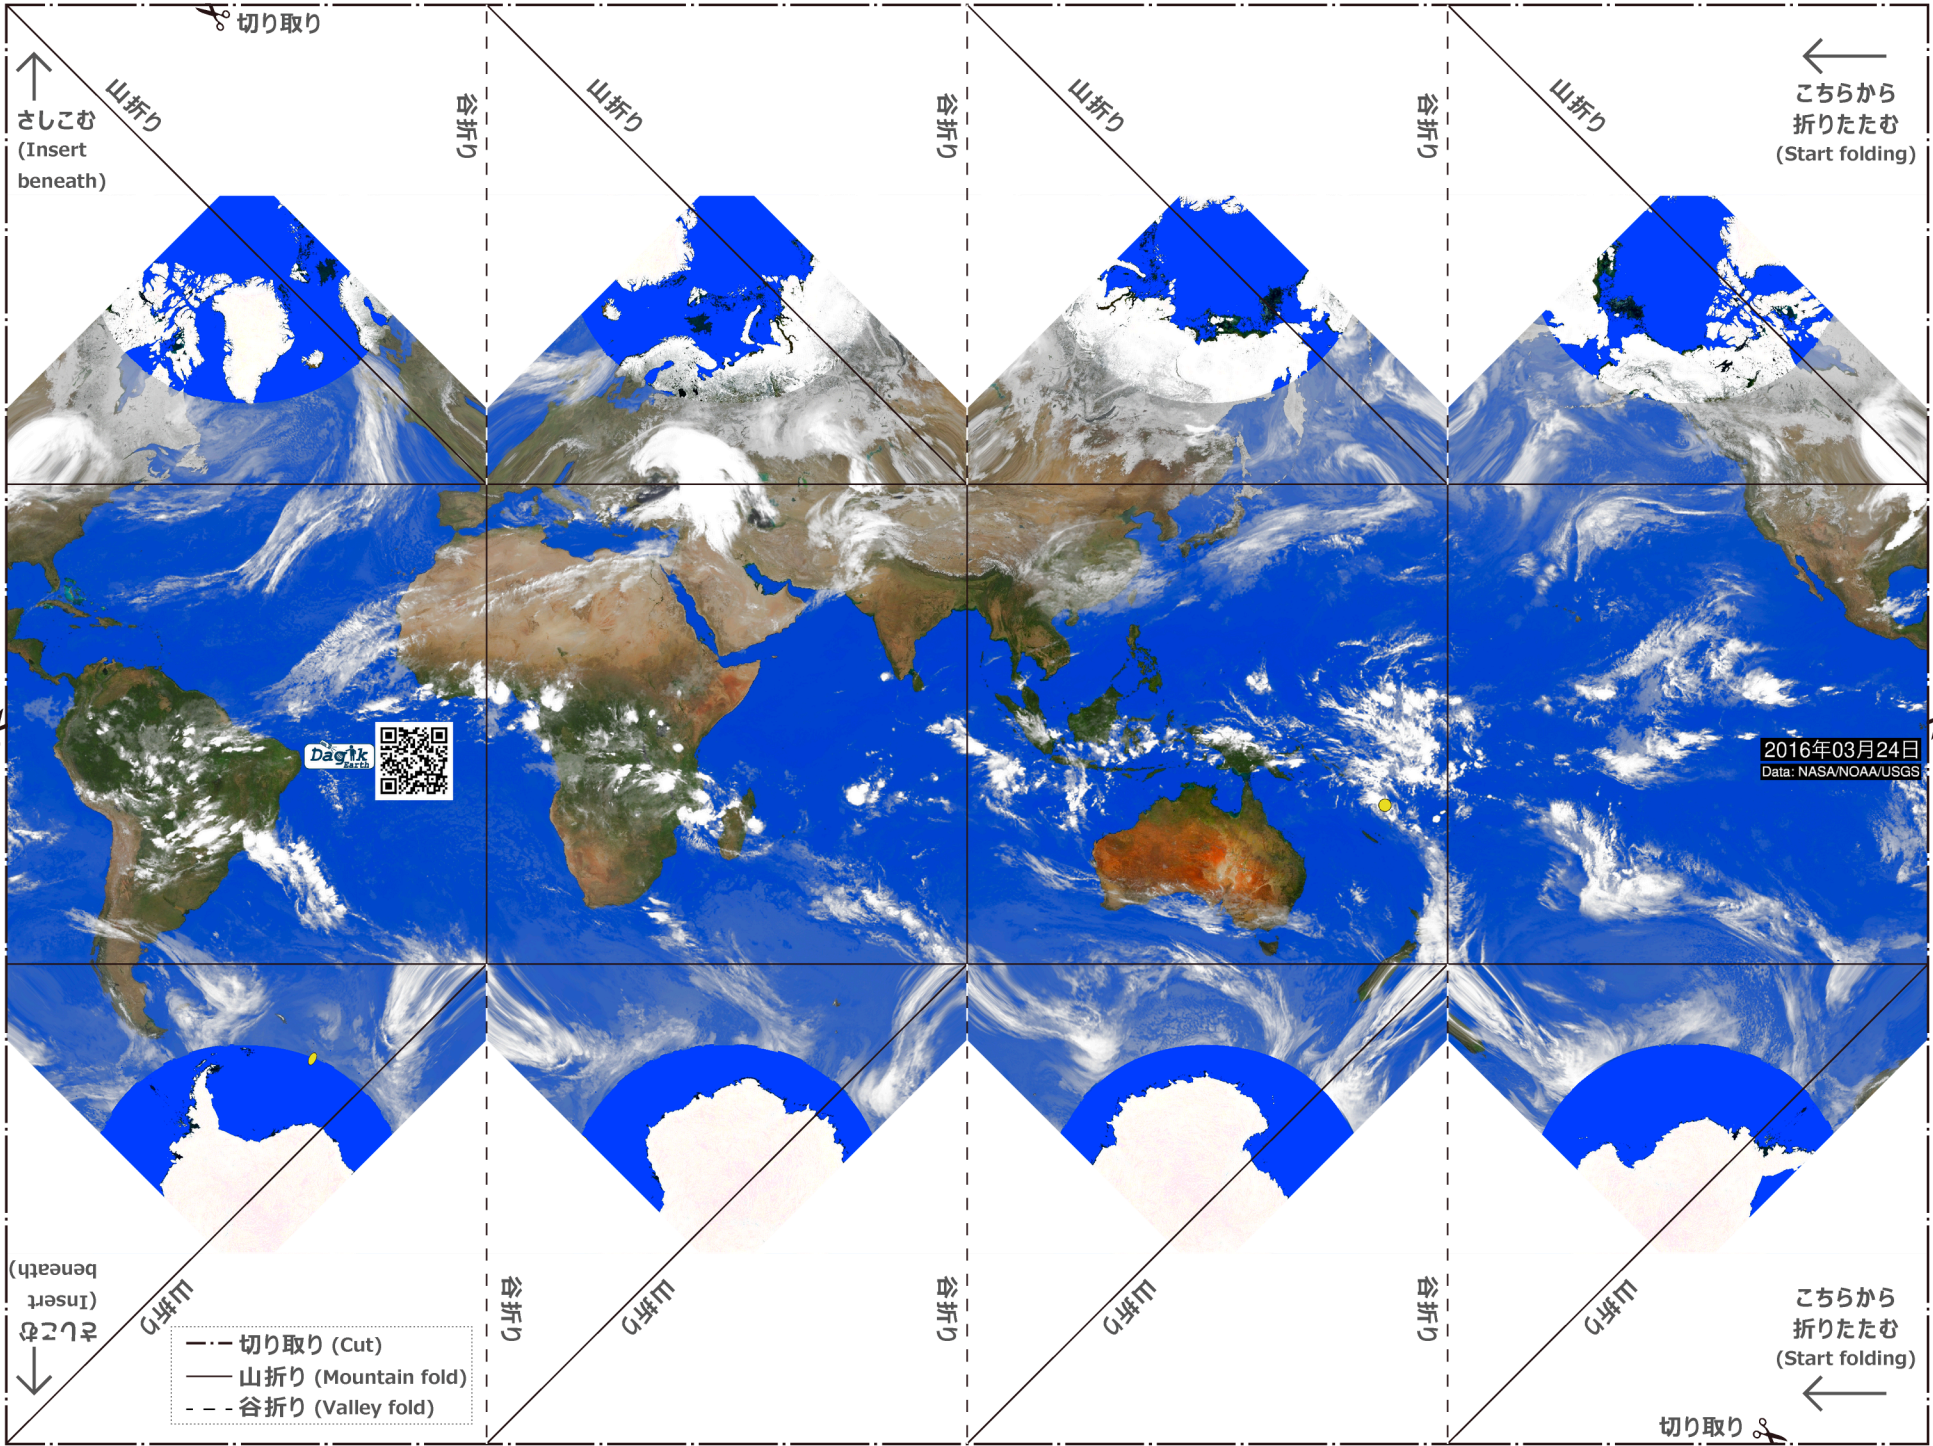 切り取り
さしこむ
(Insert
beneath)
山折り
谷折り
山折り
谷折り
山折り
谷折り
山折り
こちらから
折りたたむ
(Start folding)
Dagik
Earth
2016年03月24日
Data: NASA/NOAA/USGS
さしこむ
(Insert
beneath)
山折り
谷折り
山折り
谷折り
山折り
谷折り
山折り
こちらから
折りたたむ
(Start folding)
切り取り (Cut)
山折り (Mountain fold)
谷折り (Valley fold)
切り取り